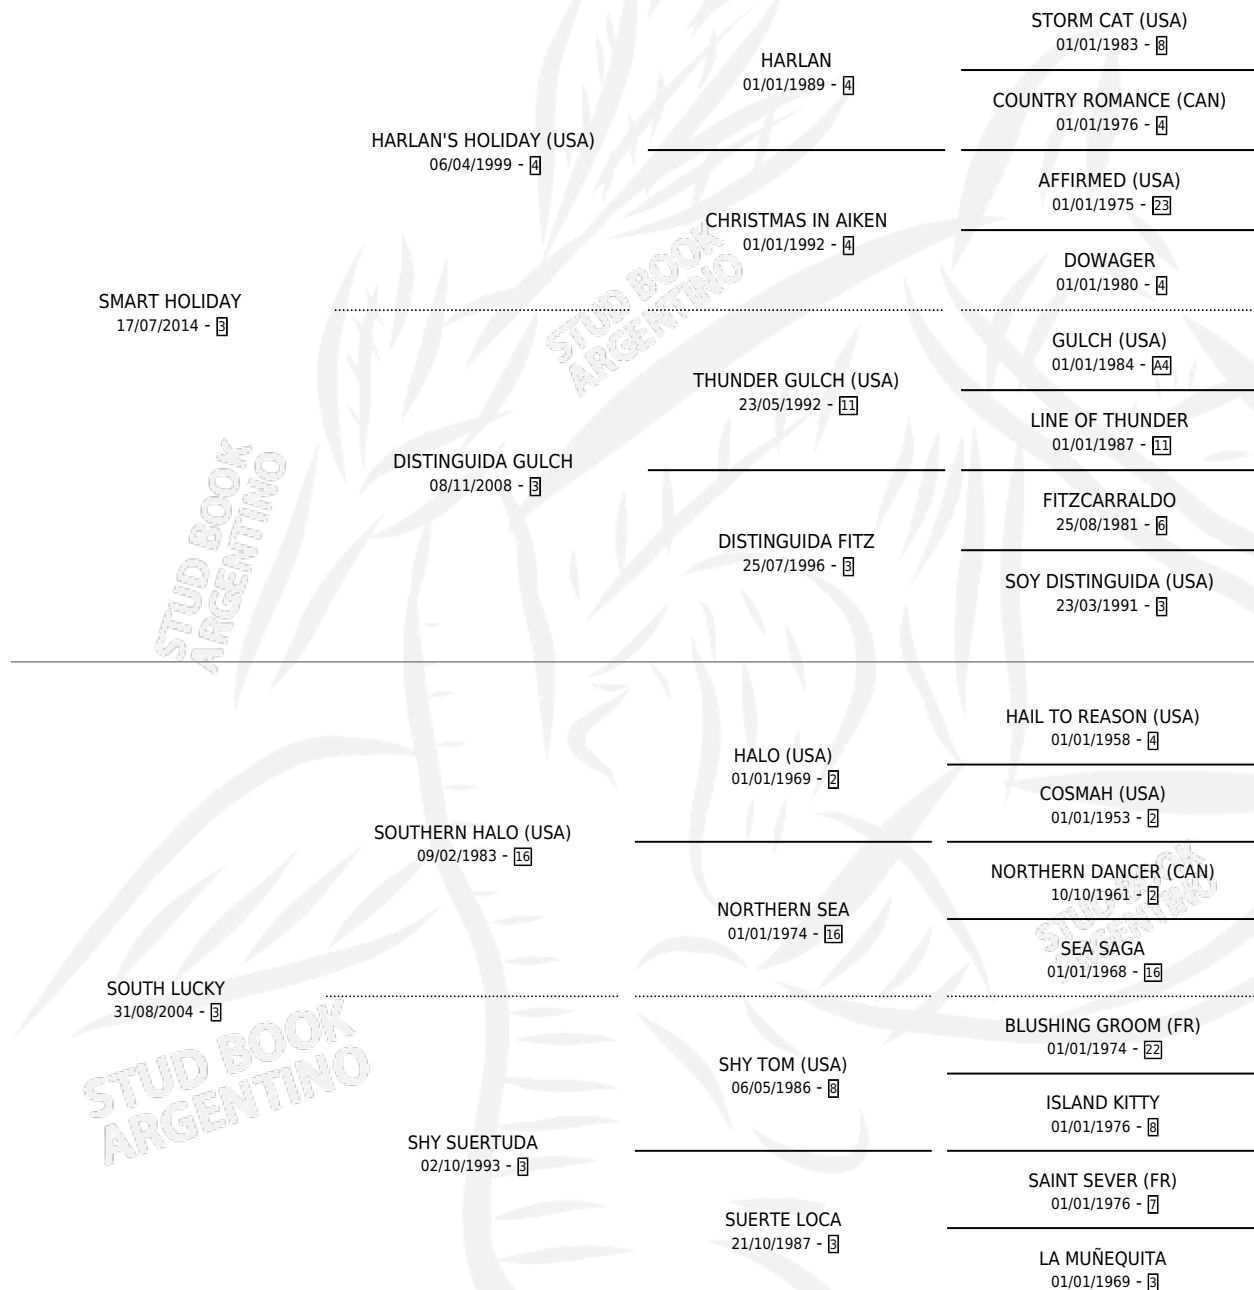 STORM CAT (USA)
01/01/1983 - 8
HARLAN
01/01/1989 - 4
COUNTRY ROMANCE (CAN)
01/01/1976 - 4
HARLAN'S HOLIDAY (USA)
06/04/1999 - 4
AFFIRMED (USA)
01/01/1975 - 23
CHRISTMAS IN AIKEN
01/01/1992 - 4
DOWAGER
01/01/1980 - 4
SMART HOLIDAY
17/07/2014 - 3
GULCH (USA)
01/01/1984 - A4
THUNDER GULCH (USA)
23/05/1992 - 11
LINE OF THUNDER
01/01/1987 - 11
DISTINGUIDA GULCH
08/11/2008 - 3
FITZCARRALDO
25/08/1981 - 6
DISTINGUIDA FITZ
25/07/1996 - 3
SOY DISTINGUIDA (USA)
23/03/1991 - 3
HAIL TO REASON (USA)
01/01/1958 - 4
HALO (USA)
01/01/1969 - 2
COSMAH (USA)
01/01/1953 - 2
SOUTHERN HALO (USA)
09/02/1983 - 16
NORTHERN DANCER (CAN)
10/10/1961 - 2
NORTHERN SEA
01/01/1974 - 16
SEA SAGA
01/01/1968 - 16
SOUTH LUCKY
31/08/2004 - 3
BLUSHING GROOM (FR)
01/01/1974 - 22
SHY TOM (USA)
06/05/1986 - 8
ISLAND KITTY
01/01/1976 - 8
SHY SUERTUDA
02/10/1993 - 3
SAINT SEVER (FR)
01/01/1976 - 7
SUERTE LOCA
21/10/1987 - 3
LA MUÑEQUITA
01/01/1969 - 3
STUD BOOK
ARGENTINO
STUD BOOK
ARGENTINO
STUD BOOK
ARGENTINO
STUD BOOK
ARGENTINO